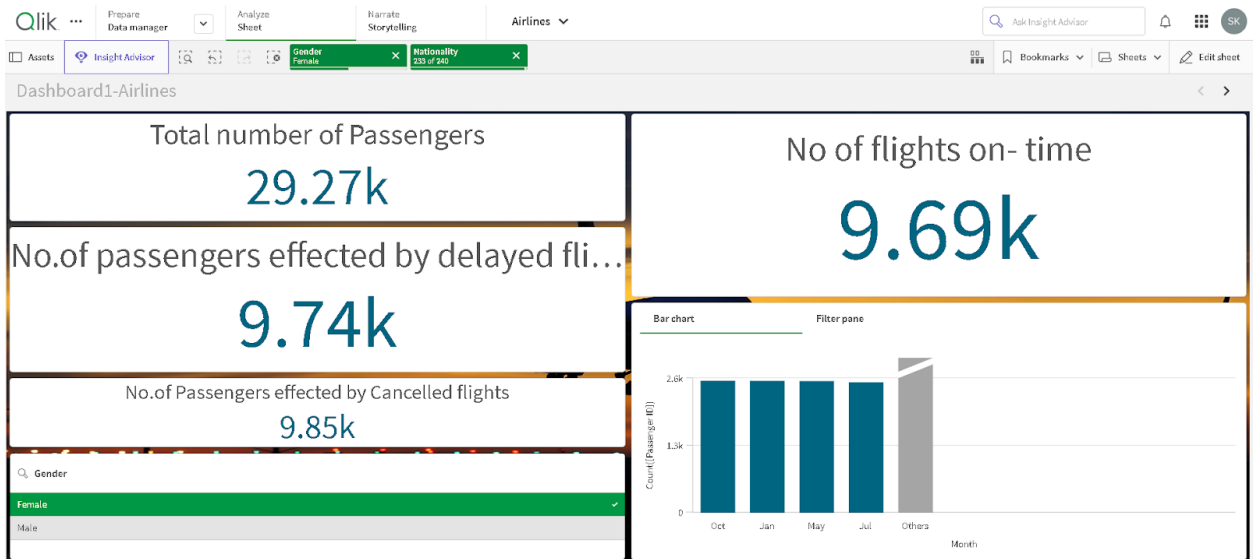 Qlik
Prepare
Data manager
Analyze
Sheet
Narrate
Storytelling
Airlines
Ask Insight Advisor
SK
Assets
Insight Advisor
Gender
Female
Nationality
233 of 240
Bookmarks
Sheets
Edit sheet
Dashboard1-Airlines
Total number of Passengers
29.27k
No.of passengers effected by delayed fli...
9.74k
No.of Passengers effected by Cancelled flights
9.85k
Gender
Female
Male
No of flights on- time
9.69k
Bar chart
Filter pane
Count([Passenger ID])
2.6k
1.3k
0
Oct
Jan
May
Jul
Others
Month